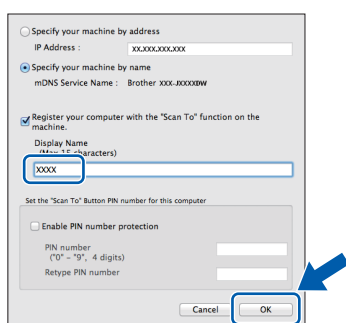 Specify your machine by address
IP Address : XX.XXX.XXX.XXX
Specify your machine by name
mDNS Service Name : Brother XXX-JXXXXDW
Register your computer with the "Scan To" function on the
machine.
Display Name
(Max 15 characters)
XXXX
Set the "Scan To" Button PIN number for this computer
Enable PIN number protection
PIN number
("0" - "9", 4 digits)
Retype PIN number
Cancel OK